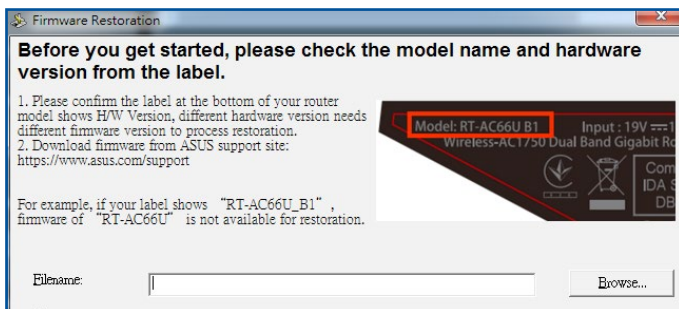 Firmware Restoration
Before you get started, please check the model name and hardware
version from the label.
1. Please confirm the label at the bottom of your router
model shows H/W Version, different hardware version needs
different firmware version to process restoration.
2. Download firmware from ASUS support site:
https://www.asus.com/support
For example, if your label shows “RT-AC66U_B1”,
firmware of “RT-AC66U” is not available for restoration.
Model: RT-AC66U B1 Input : 19V
Wireless-AC1750 Dual Band Gigabit
IDA
DB
Filename:
Browse...